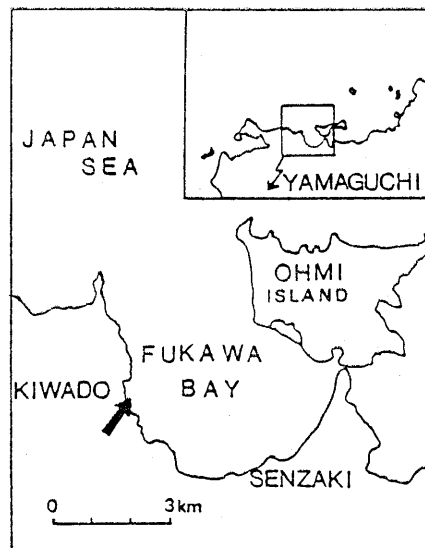 JAPAN
SEA
YAMAGUCHI
OHMI
ISLAND
FUKAWA
BAY
KIWADO
SENZAKI
0 3km